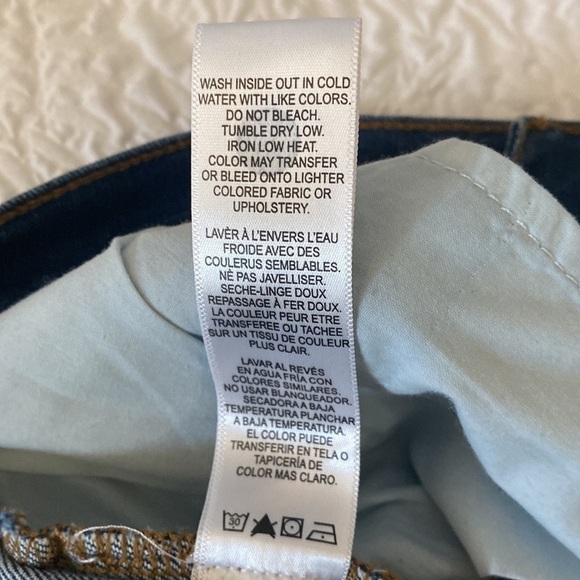 WASH INSIDE OUT IN COLD
WATER WITH LIKE COLORS.
DO NOT BLEACH.
TUMBLE DRY LOW.
IRON LOW HEAT.
COLOR MAY TRANSFER
OR BLEED ONTO LIGHTER
COLORED FABRIC OR
UPHOLSTERY.
LAVÈR À L'ENVERS L'EAU
FROIDE AVEC DES
COULERUS SEMBLABLES.
NÈ PAS JAVELLISER.
SECHE-LINGE DOUX
REPASSAGE À FER DOUX.
LA COULEUR PEUR ETRE
TRANSFEREE OU TACHEE
SUR UN TISSU DE COULEUR
PLUS CLAIR.
LAVAR AL REVÉS
EN AGUA FRÍA CON
COLORES SIMILARES.
NO USAR BLANQUEADOR.
SECADORA A BAJA
TEMPERATURA PLANCHAR
A BAJA TEMPERATURA.
EL COLOR PUEDE
TRANSFERIR EN TELA O
TAPICERÍA DE
COLOR MAS CLARO.
30